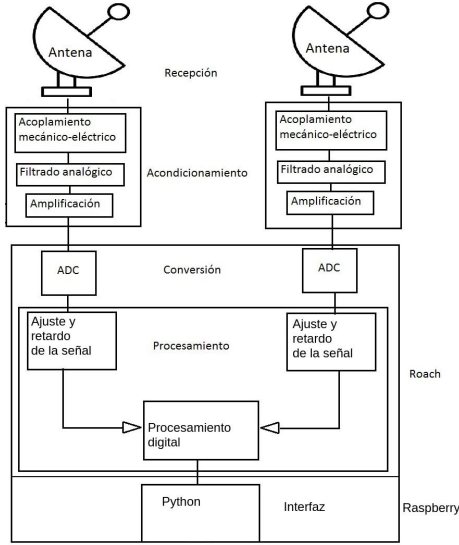 Antena
Antena
Recepción
Acoplamiento
mecánico-eléctrico
Acoplamiento
mecánico-eléctrico
Filtrado analógico
Acondicionamiento
Filtrado analógico
Amplificación
Amplificación
ADC
Conversión
ADC
Ajuste y
retardo
de la señal
Procesamiento
Ajuste y
retardo
de la señal
Roach
Procesamiento
digital
Python
Interfaz
Raspberry